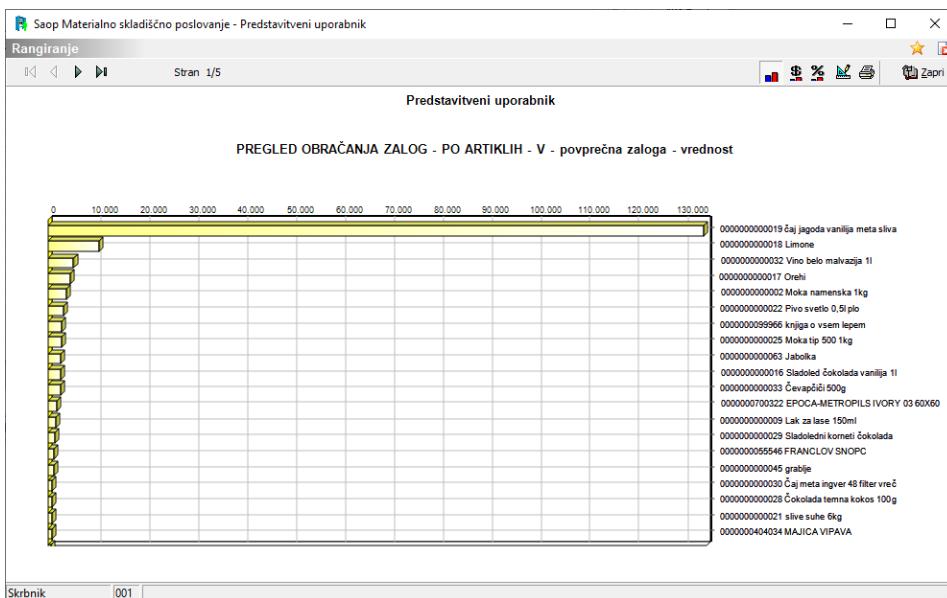 Saop Materialno skladiščno poslovanje - Predstavitveni uporabnik
Rangiranje
Stran 1/5
Zapri
Predstavitveni uporabnik
PREGLED OBRAČANJA ZALOG - PO ARTIKLIH - V - povprečna zaloga - vrednost
0 10.000 20.000 30.000 40.000 50.000 60.000 70.000 80.000 90.000 100.000 110.000 120.000 130.000
0000000000019 čaj jagoda vanilija meta sliva
0000000000018 Limone
0000000000032 Vino belo malvazija 1l
0000000000017 Orehi
0000000000002 Moka namenska 1kg
0000000000022 Pivo svetlo 0,5l plo
0000000099966 knjiga o vsem lepem
0000000000025 Moka tip 500 1kg
0000000000063 Jabolka
0000000000016 Sladoled čokolada vanilija 1l
0000000000033 Čevapčiči 500g
0000000700322 EPOCA-METROPILS IVORY 03 60X60
0000000000009 Lak za lase 150ml
0000000000029 Sladoledni korneti čokolada
0000000055546 FRANCLOV SNOPC
0000000000045 grablje
0000000000030 Čaj meta ingver 48 filter vreč
0000000000028 Čokolada temna kokos 100g
0000000000021 slive suhe 6kg
0000000404034 MAJICA VIPAVA
Skrbnik 001